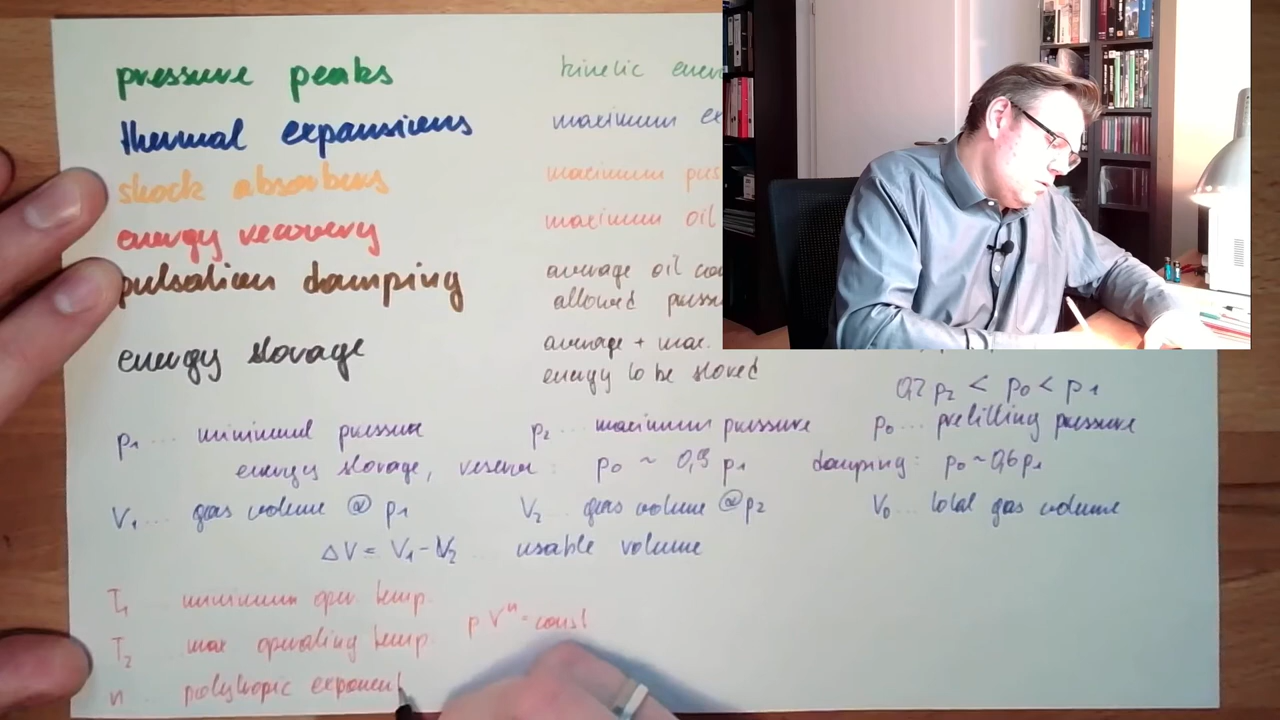 pressure peaks kinetic ener
thermal expansions maximum ex
shock absorbers maximum
energy recovery maximum oil
pulsation damping average oil
allowed
energy storage average + max.
energy to be stored
p2 < p0 < p1
p1 ... minimum pressure p2 ... maximum pressure p0 ... prefilling pressure
energy storage, reserve: p0 ~ 0,9 p1 damping: p0 ~ 0,6 p1
V1 ... gas volume @ p1 V2 ... gas volume @ p2 V0 ... total gas volume
ΔV = V1 - V2 ... usable volume
T1 minimum oper. temp.
p V^n = const
T2 max operating temp.
n ... polytropic exponent